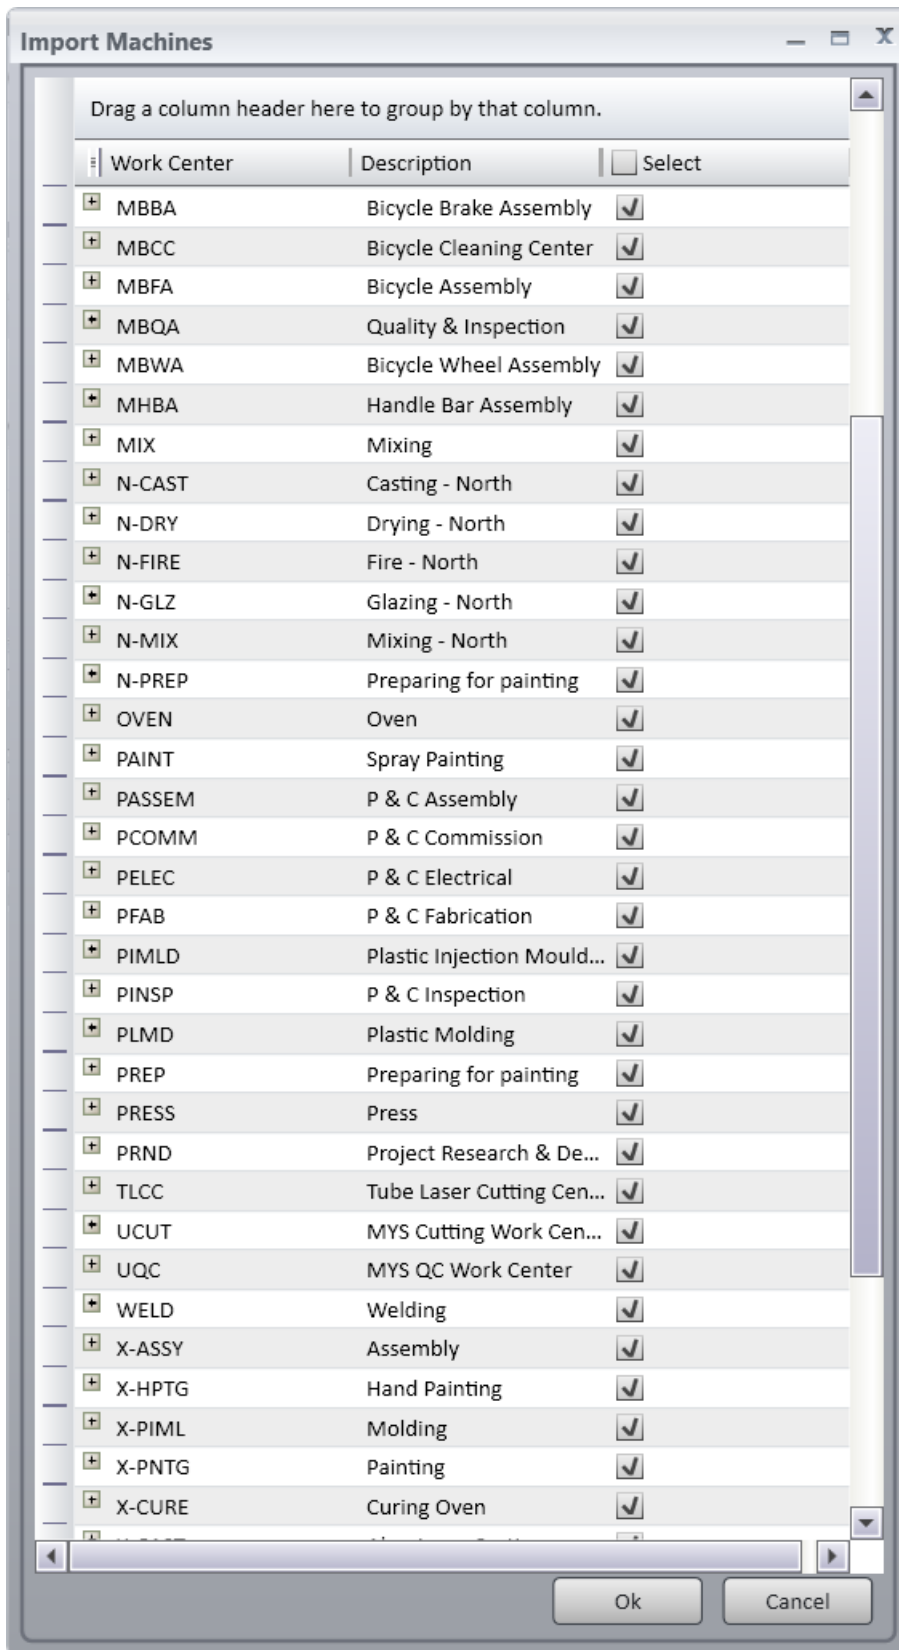 Import Machines
Drag a column header here to group by that column.
Work Center Description Select
MBBA Bicycle Brake Assembly
MBCC Bicycle Cleaning Center
MBFA Bicycle Assembly
MBQA Quality & Inspection
MBWA Bicycle Wheel Assembly
MHBA Handle Bar Assembly
MIX Mixing
N-CAST Casting - North
N-DRY Drying - North
N-FIRE Fire - North
N-GLZ Glazing - North
N-MIX Mixing - North
N-PREP Preparing for painting
OVEN Oven
PAINT Spray Painting
PASSEM P & C Assembly
PCOMM P & C Commission
PELEC P & C Electrical
PFAB P & C Fabrication
PIMLD Plastic Injection Mould...
PINSP P & C Inspection
PLMD Plastic Molding
PREP Preparing for painting
PRESS Press
PRND Project Research & De...
TLCC Tube Laser Cutting Cen...
UCUT MYS Cutting Work Cen...
UQC MYS QC Work Center
WELD Welding
X-ASSY Assembly
X-HPTG Hand Painting
X-PIML Molding
X-PNTG Painting
X-CURE Curing Oven
Ok Cancel